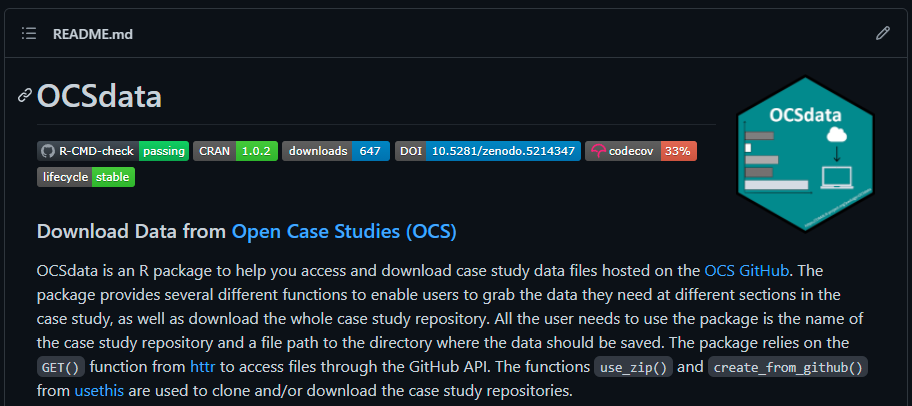 README.md
OCSdata
R-CMD-check passing CRAN 1.0.2 downloads 647 DOI 10.5281/zenodo.5214347 codecov 33%
lifecycle stable
OCSdata
Download Data from Open Case Studies (OCS)
OCSdata is an R package to help you access and download case study data files hosted on the OCS GitHub. The
package provides several different functions to enable users to grab the data they need at different sections in the
case study, as well as download the whole case study repository. All the user needs to use the package is the name of
the case study repository and a file path to the directory where the data should be saved. The package relies on the
GET() function from httr to access files through the GitHub API. The functions use_zip() and create_from_github()
from usethis are used to clone and/or download the case study repositories.